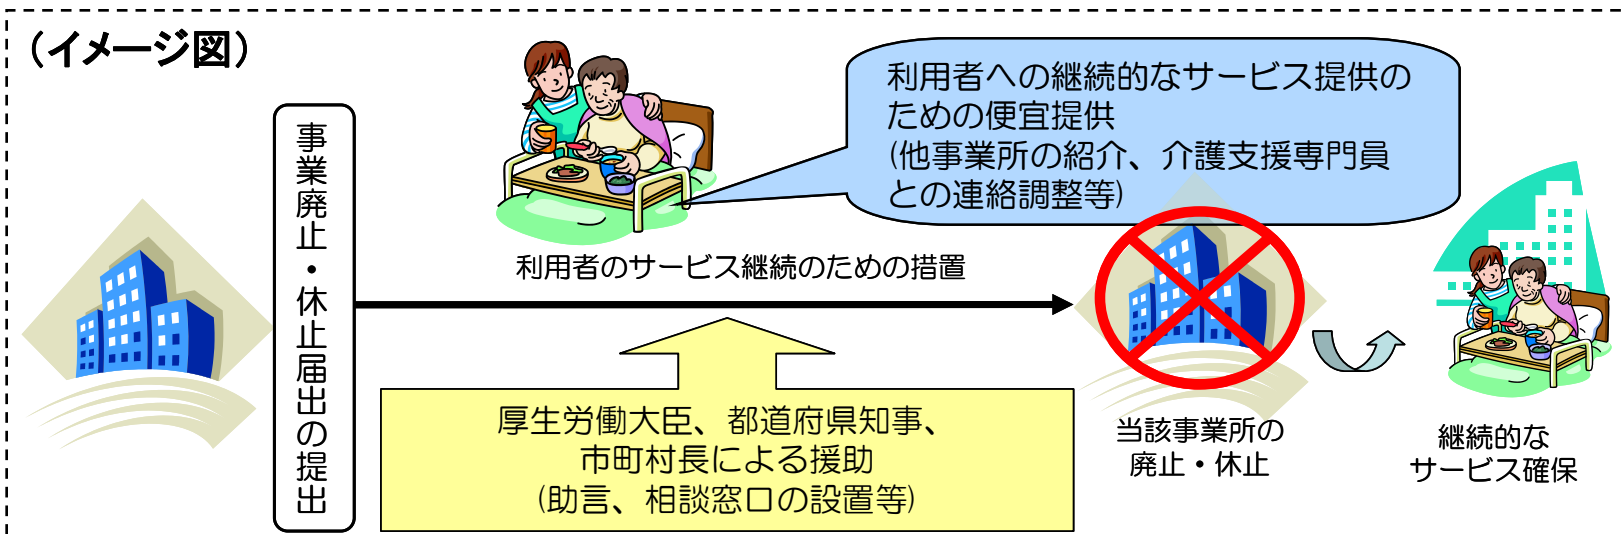 （イメージ図）
事業廃止・休止届出の提出
利用者への継続的なサービス提供の
ための便宜提供
(他事業所の紹介、介護支援専門員
との連絡調整等)
利用者のサービス継続のための措置
厚生労働大臣、都道府県知事、
市町村長による援助
(助言、相談窓口の設置等)
当該事業所の
廃止・休止
継続的な
サービス確保